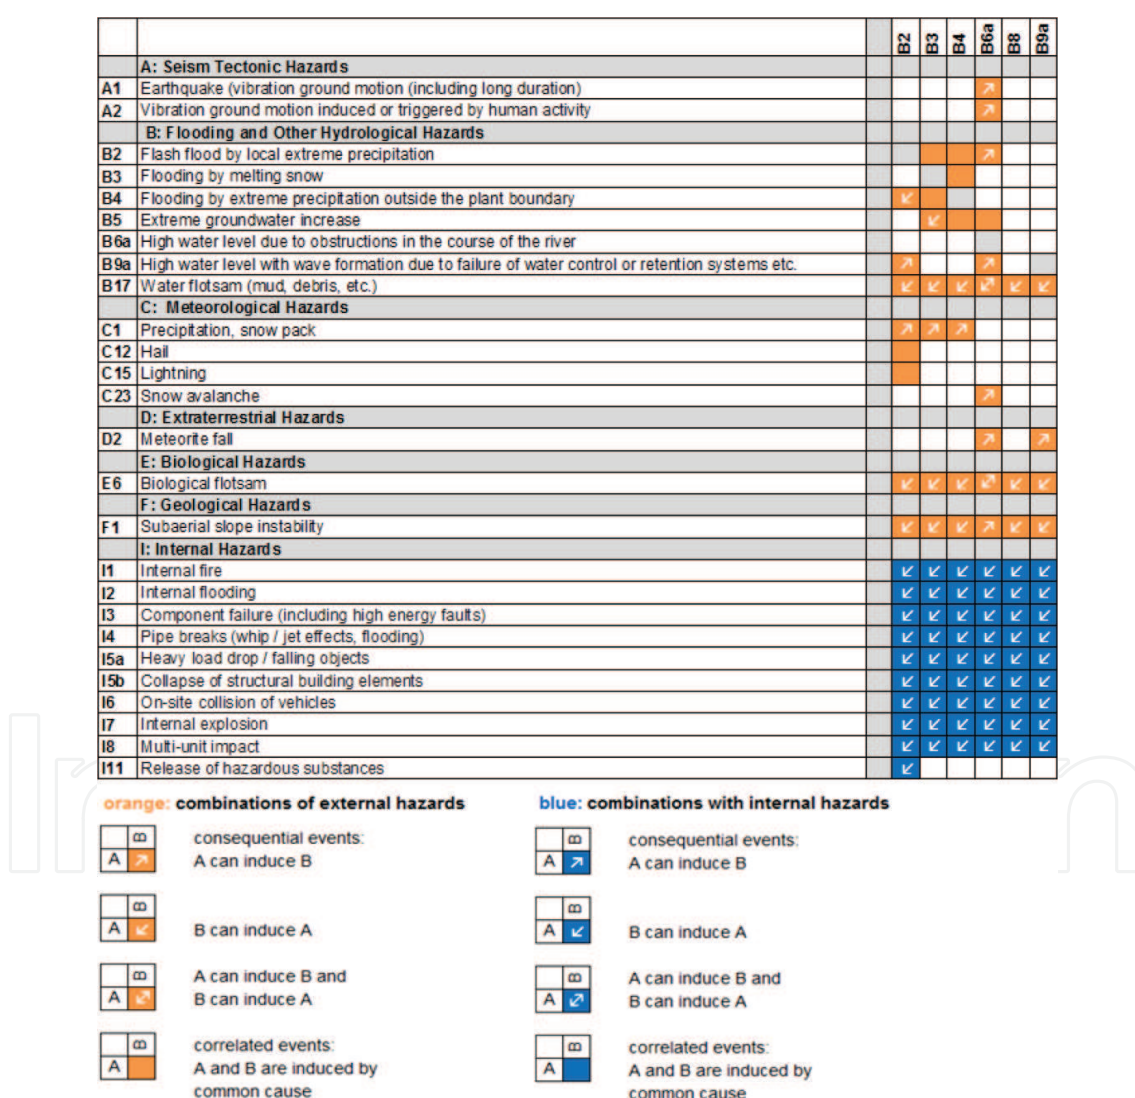 B2 B3 B4 B6a B8 B9a
A: Seism Tectonic Hazards
A1 Earthquake (vibration ground motion (including long duration)
A2 Vibration ground motion induced or triggered by human activity
B: Flooding and Other Hydrological Hazards
B2 Flash flood by local extreme precipitation
B3 Flooding by melting snow
B4 Flooding by extreme precipitation outside the plant boundary
B5 Extreme groundwater increase
B6a High water level due to obstructions in the course of the river
B9a High water level with wave formation due to failure of water control or retention systems etc.
B17 Water flotsam (mud, debris, etc.)
C: Meteorological Hazards
C1 Precipitation, snow pack
C12 Hail
C15 Lightning
C23 Snow avalanche
D: Extraterrestrial Hazards
D2 Meteorite fall
E: Biological Hazards
E6 Biological flotsam
F: Geological Hazards
F1 Subaerial slope instability
I: Internal Hazards
I1 Internal fire
I2 Internal flooding
I3 Component failure (including high energy faults)
I4 Pipe breaks (whip / jet effects, flooding)
I5a Heavy load drop / falling objects
I5b Collapse of structural building elements
I6 On-site collision of vehicles
I7 Internal explosion
I8 Multi-unit impact
I11 Release of hazardous substances
orange: combinations of external hazards
B
A
consequential events:
A can induce B
B
A
B can induce A
B
A
A can induce B and
B can induce A
B
A
correlated events:
A and B are induced by
common cause
blue: combinations with internal hazards
B
A
consequential events:
A can induce B
B
A
B can induce A
B
A
A can induce B and
B can induce A
B
A
correlated events:
A and B are induced by
common cause